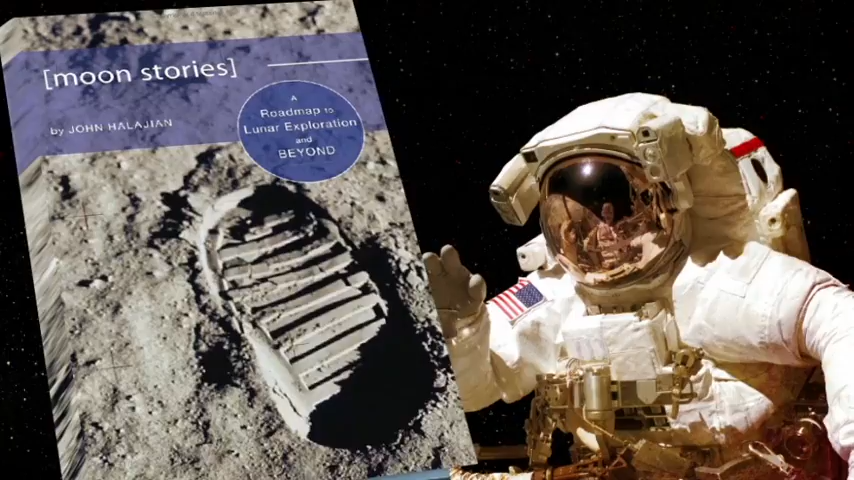 [moon stories]
by JOHN HALAJIAN
A
Roadmap to
Lunar Exploration
and
BEYOND